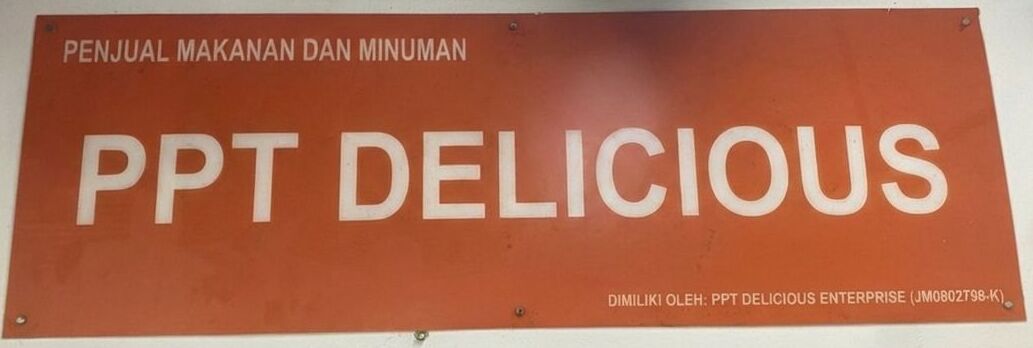 PENJUAL MAKANAN DAN MINUMAN
PPT DELICIOUS
DIMILIKI OLEH: PPT DELICIOUS ENTERPRISE (JM0802798-K)